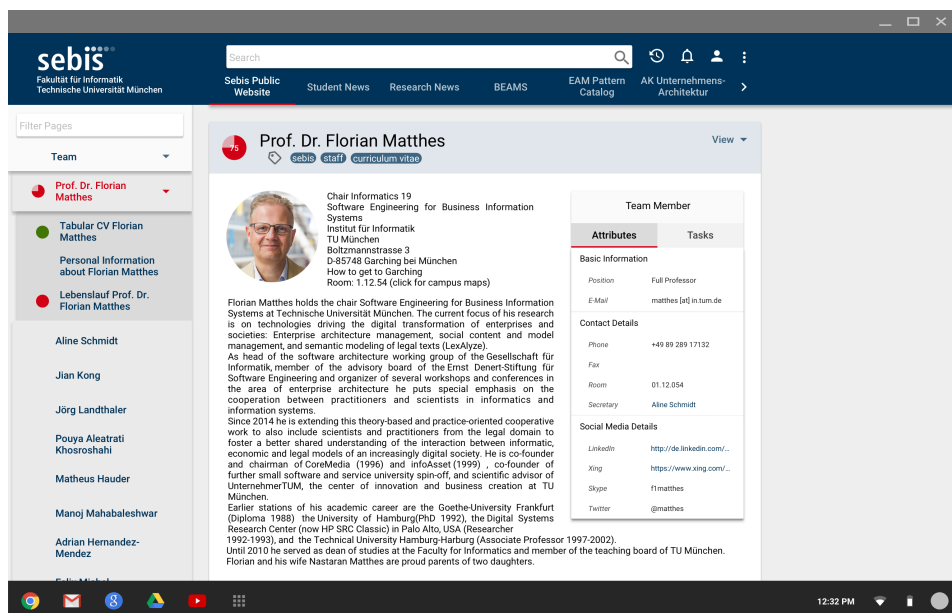 sebis
Fakultät für Informatik
Technische Universität München
Search
Sebis Public
Website
Student News
Research News
BEAMS
EAM Pattern
Catalog
AK Unternehmens-
Architektur
Filter Pages
Team
Prof. Dr. Florian
Matthes
Tabular CV Florian
Matthes
Personal Information
about Florian Matthes
Lebenslauf Prof. Dr.
Florian Matthes
Aline Schmidt
Jian Kong
Jörg Landthaler
Pouya Aleatrati
Khosroshahi
Matheus Hauder
Manoj Mahabaleshwar
Adrian Hernandez-
Mendez
75
Prof. Dr. Florian Matthes
sebis staff curriculum vitae
View
Chair Informatics 19
Software Engineering for Business Information
Systems
Institut für Informatik
TU München
Boltzmannstrasse 3
D-85748 Garching bei München
How to get to Garching
Room: 1.12.54 (click for campus maps)
Florian Matthes holds the chair Software Engineering for Business Information
Systems at Technische Universität München. The current focus of his research
is on technologies driving the digital transformation of enterprises and
societies: Enterprise architecture management, social content and model
management, and semantic modeling of legal texts (LexAlyze).
As head of the software architecture working group of the Gesellschaft für
Informatik, member of the advisory board of the Ernst Denert-Stiftung für
Software Engineering and organizer of several workshops and conferences in
the area of enterprise architecture he puts special emphasis on the
cooperation between practitioners and scientists in informatics and
information systems.
Since 2014 he is extending this theory-based and practice-oriented cooperative
work to also include scientists and practitioners from the legal domain to
foster a better shared understanding of the interaction between informatic,
economic and legal models of an increasingly digital society. He is co-founder
and chairman of CoreMedia (1996) and infoAsset (1999) , co-founder of
further small software and service university spin-off, and scientific advisor of
UnternehmerTUM, the center of innovation and business creation at TU
München.
Earlier stations of his academic career are the Goethe-University Frankfurt
(Diploma 1988) the University of Hamburg(PhD 1992), the Digital Systems
Research Center (now HP SRC Classic) in Palo Alto, USA (Researcher
1992-1993), and the Technical University Hamburg-Harburg (Associate Professor 1997-2002).
Until 2010 he served as dean of studies at the Faculty for Informatics and member of the teaching board of TU München.
Florian and his wife Nastaran Matthes are proud parents of two daughters.
Team Member
Attributes
Tasks
Basic Information
Position Full Professor
E-Mail matthes [at] in.tum.de
Contact Details
Phone +49 89 289 17132
Fax
Room 01.12.054
Secretary Aline Schmidt
Social Media Details
LinkedIn http://de.linkedin.com/...
Xing https://www.xing.com/...
Skype f1matthes
Twitter @matthes
12:32 PM